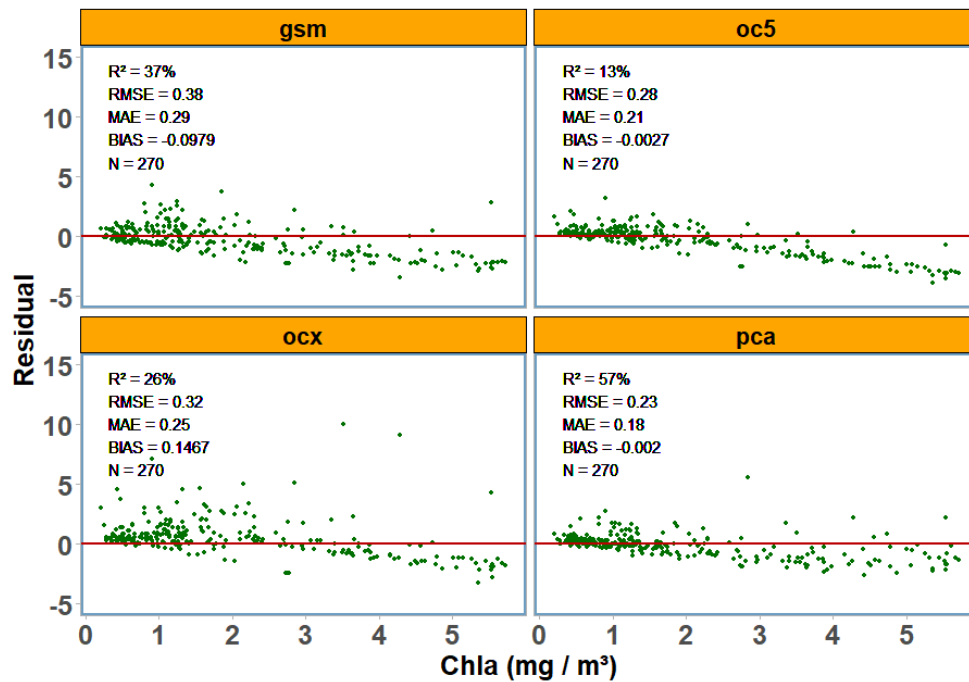 gsm
R² = 37%
RMSE = 0.38
MAE = 0.29
BIAS = -0.0979
N = 270
oc5
R² = 13%
RMSE = 0.28
MAE = 0.21
BIAS = -0.0027
N = 270
15
10
5
0
-5
ocx
R² = 26%
RMSE = 0.32
MAE = 0.25
BIAS = 0.1467
N = 270
pca
R² = 57%
RMSE = 0.23
MAE = 0.18
BIAS = -0.002
N = 270
15
10
5
0
-5
Residual
0 1 2 3 4 5
0 1 2 3 4 5
Chla (mg / m³)